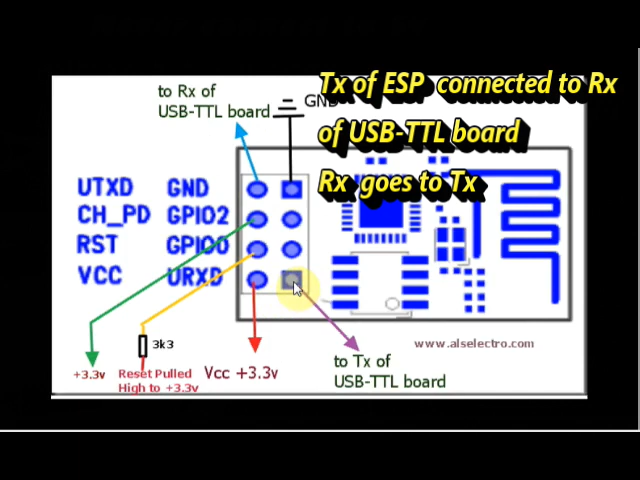 to Rx of
USB-TTL board
GND
Tx of ESP connected to Rx
of USB-TTL board
Rx goes to Tx
UTXD GND
CH_PD GPIO2
RST GPIO0
VCC URXD
3k3
+3.3v
Reset Pulled
High to +3.3v
Vcc +3.3v
www.alselectro.com
to Tx of
USB-TTL board